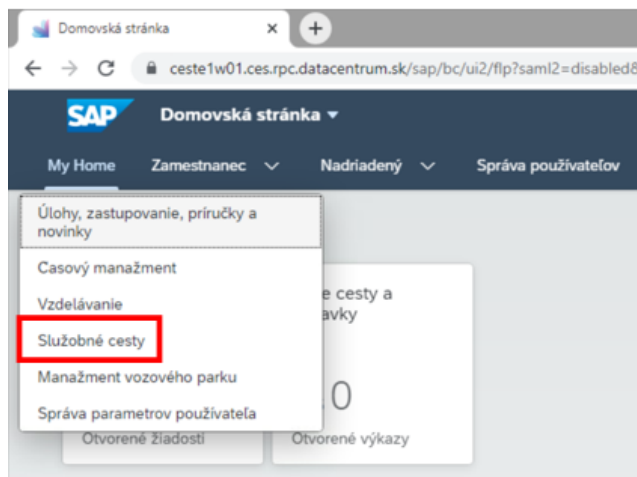 Domovská stránka
ceste1w01.ces.rpc.datacentrum.sk/sap/bc/ui2/flp?saml2=disabled&
SAP Domovská stránka
My Home Zamestnanec Nadriadený Správa používateľov
Úlohy, zastupovanie, príručky a
novinky
Casový manažment
Vzdelávanie
Služobné cesty
Manažment vozového parku
Správa parametrov používateľa
e cesty a
avky
0
Otvorené žiadosti
Otvorené výkazy